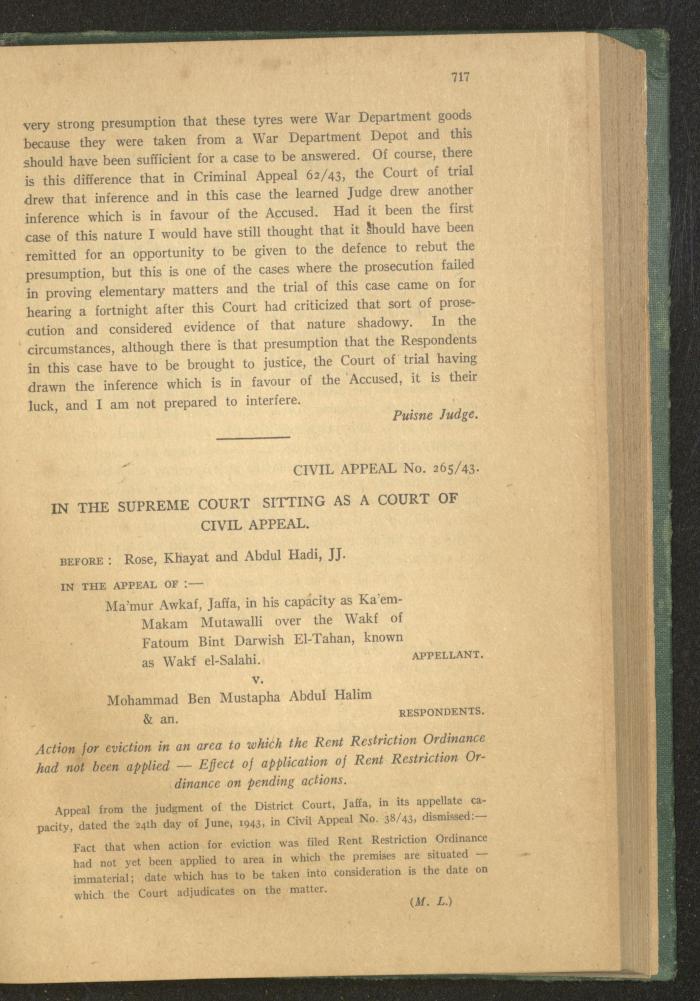 717
very strong presumption that these tyres were War Department goods
because they were taken from a War Department Depot and this
should have been sufficient for a case to be answered. Of course, there
is this difference that in Criminal Appeal 62/43, the Court of trial
drew that inference and in this case the learned Judge drew another
inference which is in favour of the Accused. Had it been the first
case of this nature I would have still thought that it should have been
remitted for an opportunity to be given to the defence to rebut the
presumption, but this is one of the cases where the prosecution failed
in proving elementary matters and the trial of this case came on for
hearing a fortnight after this Court had criticized that sort of prose-
cution and considered evidence of that nature shadowy. In the
circumstances, although there is that presumption that the Respondents
in this case have to be brought to justice, the Court of trial having
drawn the inference which is in favour of the Accused, it is their
luck, and I am not prepared to interfere.
Puisne Judge.
CIVIL APPEAL No. 265/43.
IN THE SUPREME COURT SITTING AS A COURT OF
CIVIL APPEAL.
BEFORE : Rose, Khayat and Abdul Hadi, JJ.
IN THE APPEAL OF :—
Ma'mur Awkaf, Jaffa, in his capacity as Ka'em-
Makam Mutawalli over the Wakf of
Fatoum Bint Darwish El-Tahan, known
as Wakf el-Salahi. APPELLANT.
v.
Mohammad Ben Mustapha Abdul Halim
& an. RESPONDENTS.
Action for eviction in an area to which the Rent Restriction Ordinance
had not been applied — Effect of application of Rent Restriction Or-
dinance on pending actions.
Appeal from the judgment of the District Court, Jaffa, in its appellate ca-
pacity, dated the 24th day of June, 1943, in Civil Appeal No. 38/43, dismissed:—
Fact that when action for eviction was filed Rent Restriction Ordinance
had not yet been applied to area in which the premises are situated —
immaterial; date which has to be taken into consideration is the date on
which the Court adjudicates on the matter.
(M. L.)